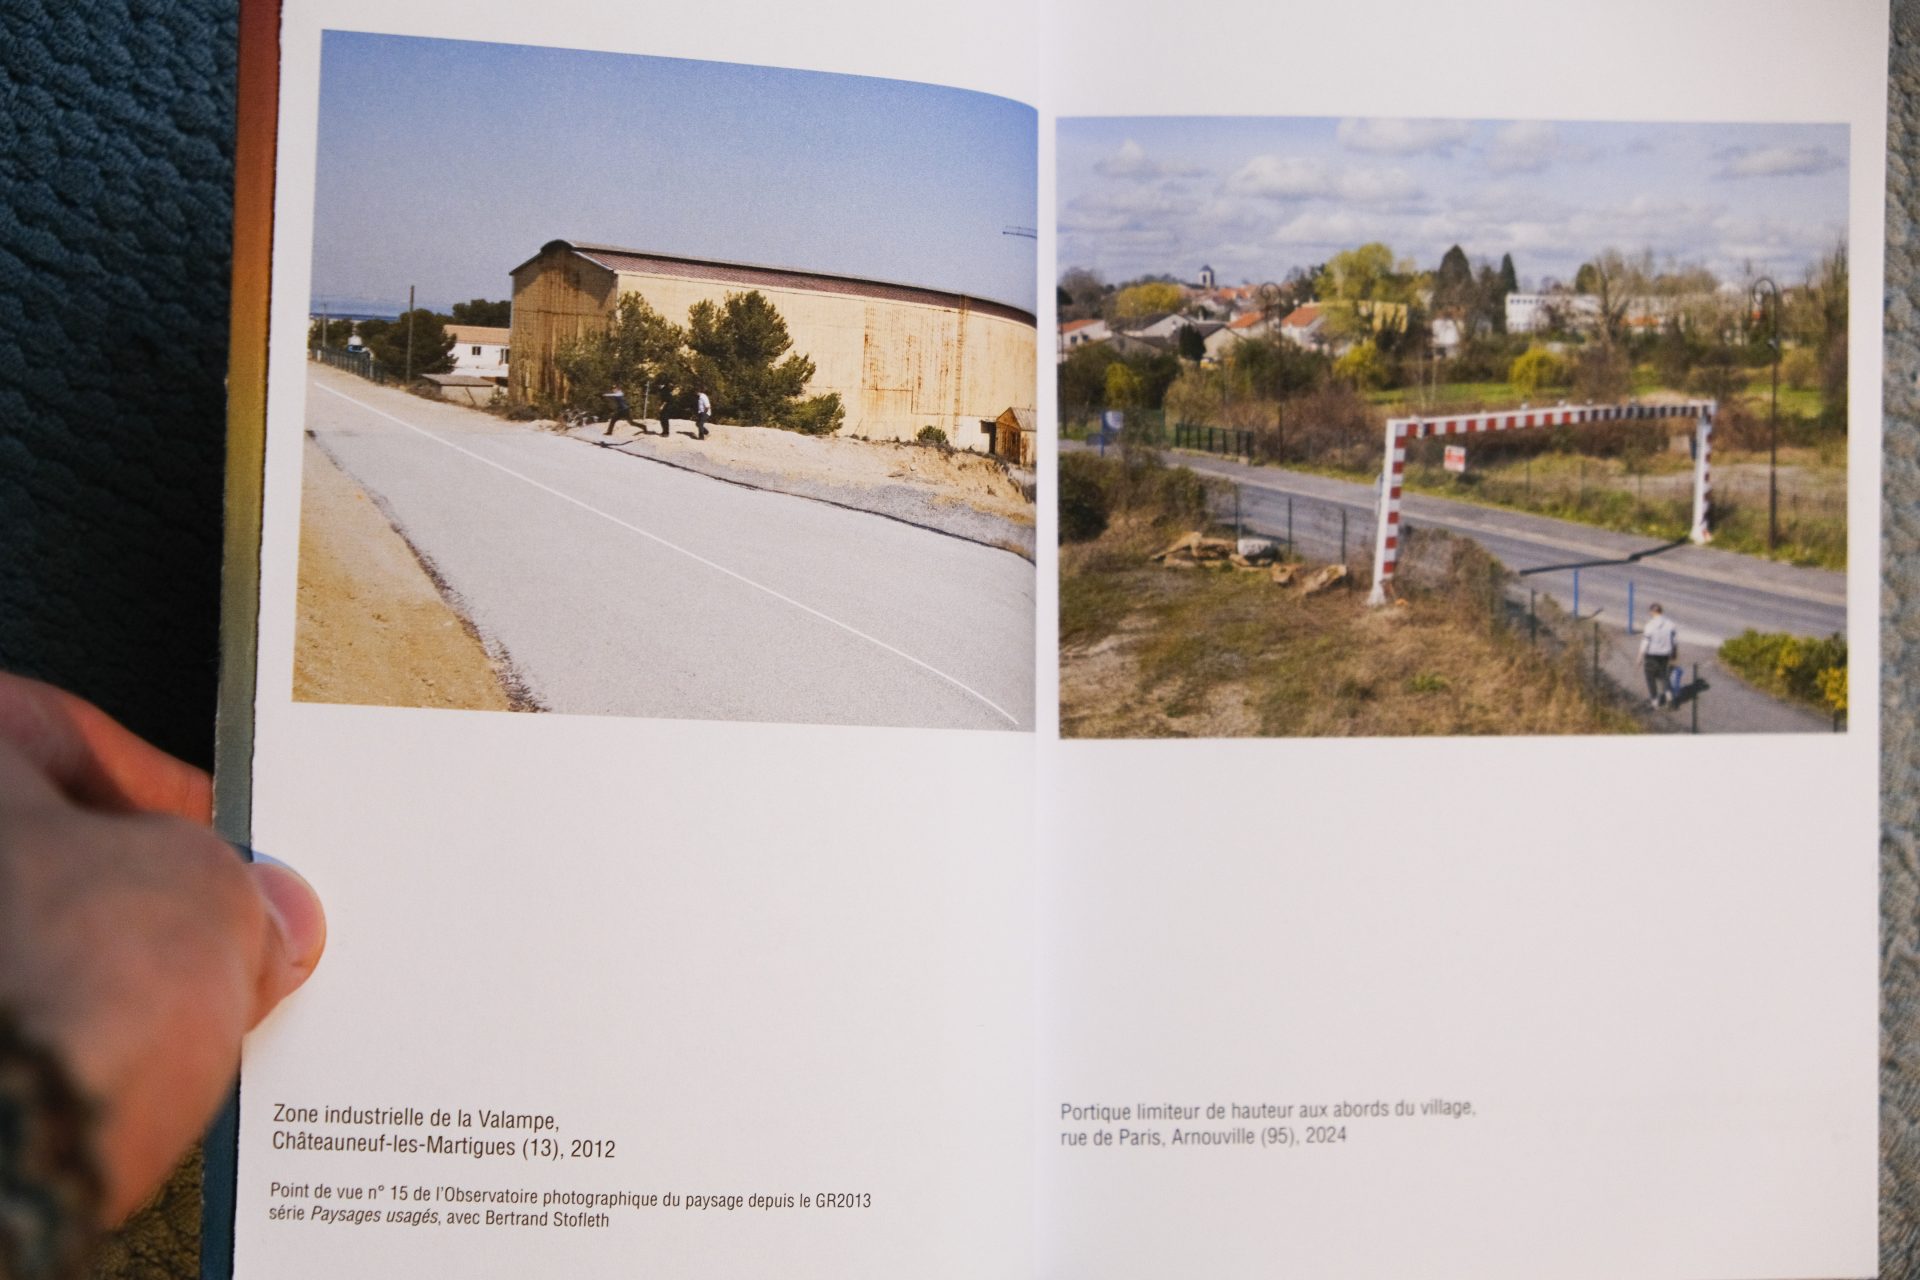 Zone industrielle de la Valampe,
Châteauneuf-les-Martigues (13), 2012
Point de vue n° 15 de l'Observatoire photographique du paysage depuis le GR2013
série Paysages usagés, avec Bertrand Stofleth
Portique limiteur de hauteur aux abords du village,
rue de Paris, Arnouville (95), 2024